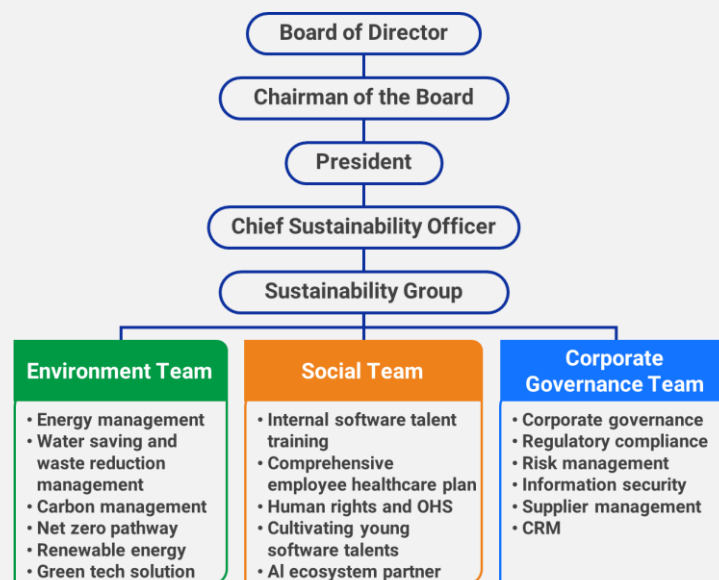 Board of Director
Chairman of the Board
President
Chief Sustainability Officer
Sustainability Group
Environment Team
• Energy management
• Water saving and
waste reduction
management
• Carbon management
• Net zero pathway
• Renewable energy
• Green tech solution
Social Team
• Internal software talent
training
• Comprehensive
employee healthcare plan
• Human rights and OHS
• Cultivating young
software talents
• AI ecosystem partner
Corporate
Governance Team
• Corporate governance
• Regulatory compliance
• Risk management
• Information security
• Supplier management
• CRM